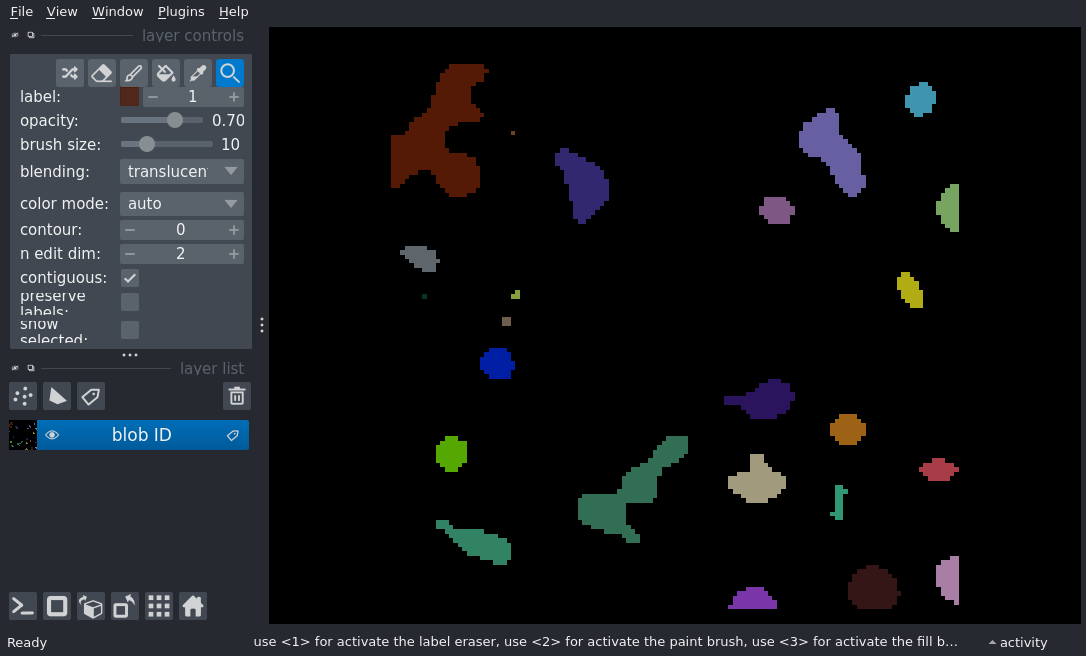 File View Window Plugins Help
layer controls
label: 1
opacity: 0.70
brush size: 10
blending: translucen
color mode: auto
contour: 0
n edit dim: 2
contiguous:
preserve
labels:
show
selected:
layer list
blob ID
Ready use <1> for activate the label eraser, use <2> for activate the paint brush, use <3> for activate the fill b... activity